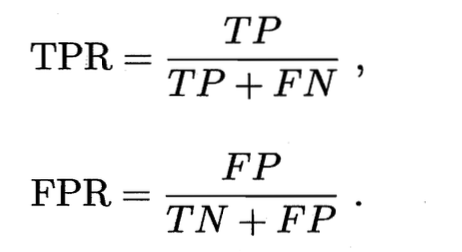 TPR = TP / (TP + FN) ,
FPR = FP / (TN + FP) .